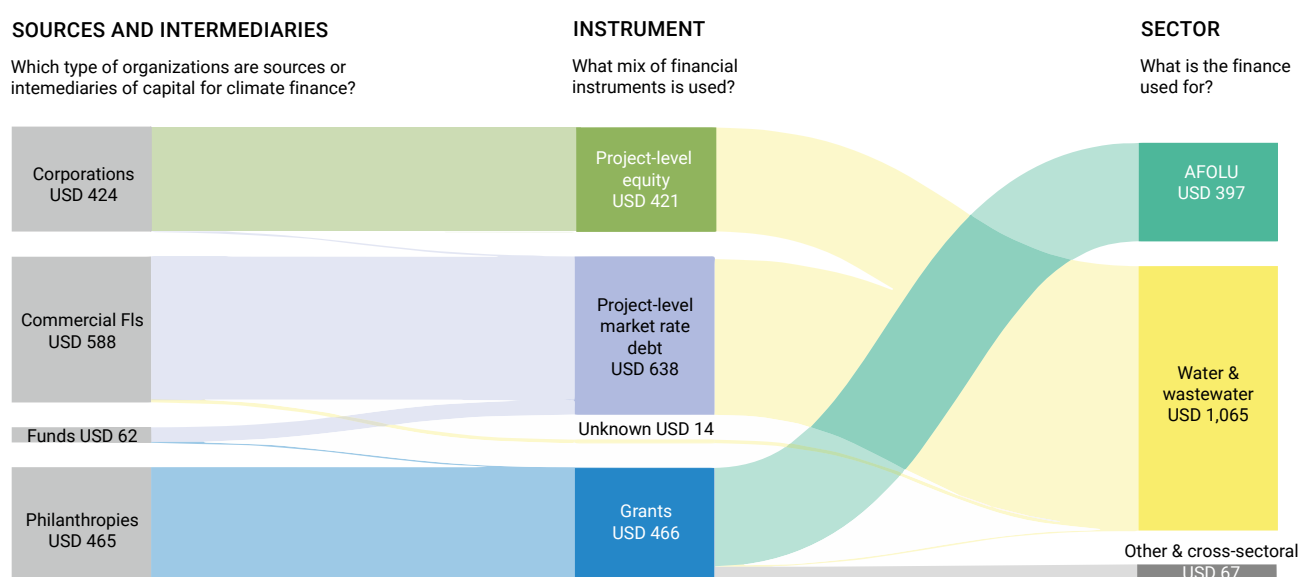 SOURCES AND INTERMEDIARIES
Which type of organizations are sources or
intemediaries of capital for climate finance?
INSTRUMENT
What mix of financial
instruments is used?
SECTOR
What is the finance
used for?
Corporations
USD 424
Commercial FIs
USD 588
Funds USD 62
Philanthropies
USD 465
Project-level
equity
USD 421
Project-level
market rate
debt
USD 638
Unknown USD 14
Grants
USD 466
AFOLU
USD 397
Water &
wastewater
USD 1,065
Other & cross-sectoral
USD 67